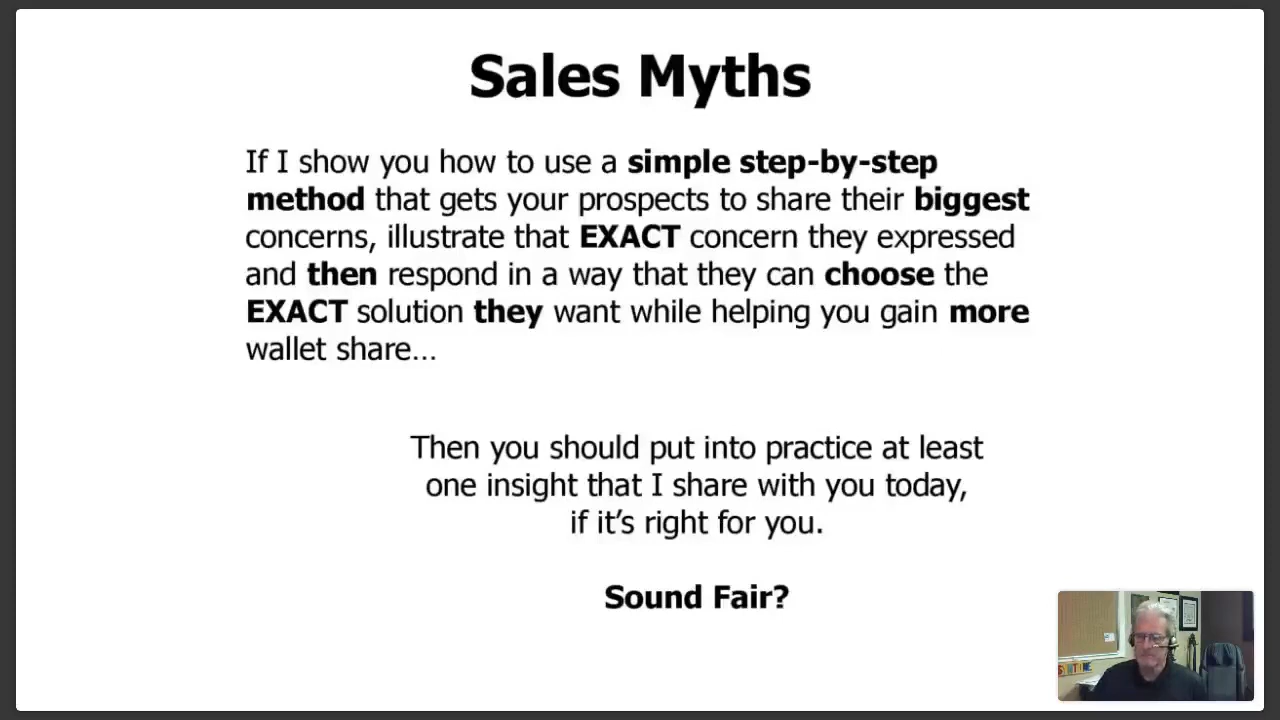 Sales Myths
If I show you how to use a simple step-by-step
method that gets your prospects to share their biggest
concerns, illustrate that EXACT concern they expressed
and then respond in a way that they can choose the
EXACT solution they want while helping you gain more
wallet share…
Then you should put into practice at least
one insight that I share with you today,
if it’s right for you.
Sound Fair?